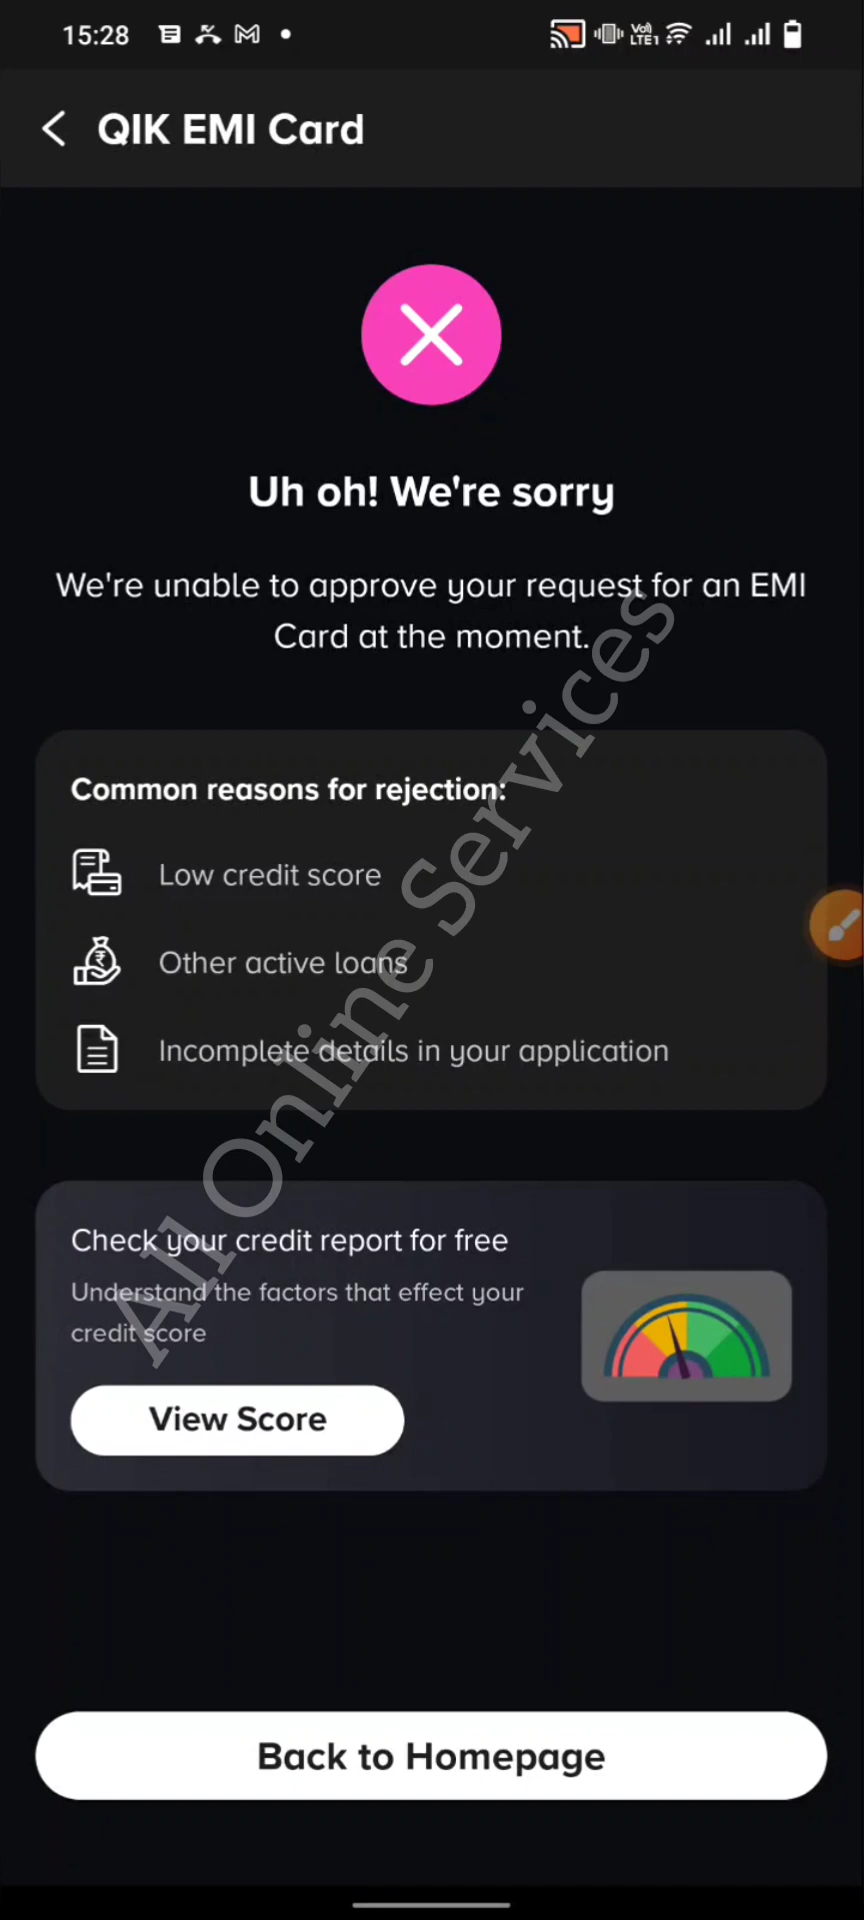 15:28
Vo) LTE1
QIK EMI Card
Uh oh! We're sorry
We're unable to approve your request for an EMI
Card at the moment.
Common reasons for rejection:
Low credit score
Other active loans
Incomplete details in your application
All Online Services
Check your credit report for free
Understand the factors that effect your
credit score
View Score
Back to Homepage